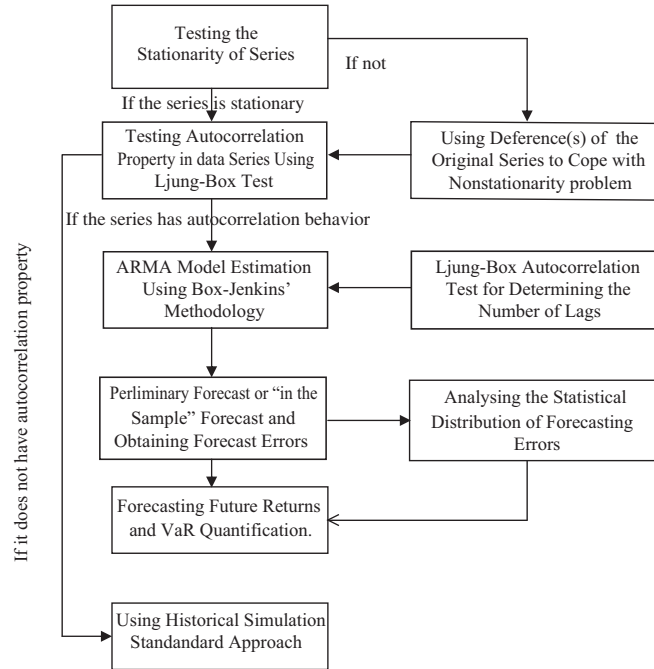 Testing the
Stationarity of Series
If not
If the series is stationary
Testing Autocorrelation
Property in data Series Using
Ljung-Box Test
Using Deference(s) of the
Original Series to Cope with
Nonstationarity problem
If the series has autocorrelation behavior
ARMA Model Estimation
Using Box-Jenkins’
Methodology
Ljung-Box Autocorrelation
Test for Determining the
Number of Lags
Perliminary Forecast or “in the
Sample” Forecast and
Obtaining Forecast Errors
Analysing the Statistical
Distribution of Forecasting
Errors
Forecasting Future Returns
and VaR Quantification.
If it does not have autocorrelation property
Using Historical Simulation
Standandard Approach